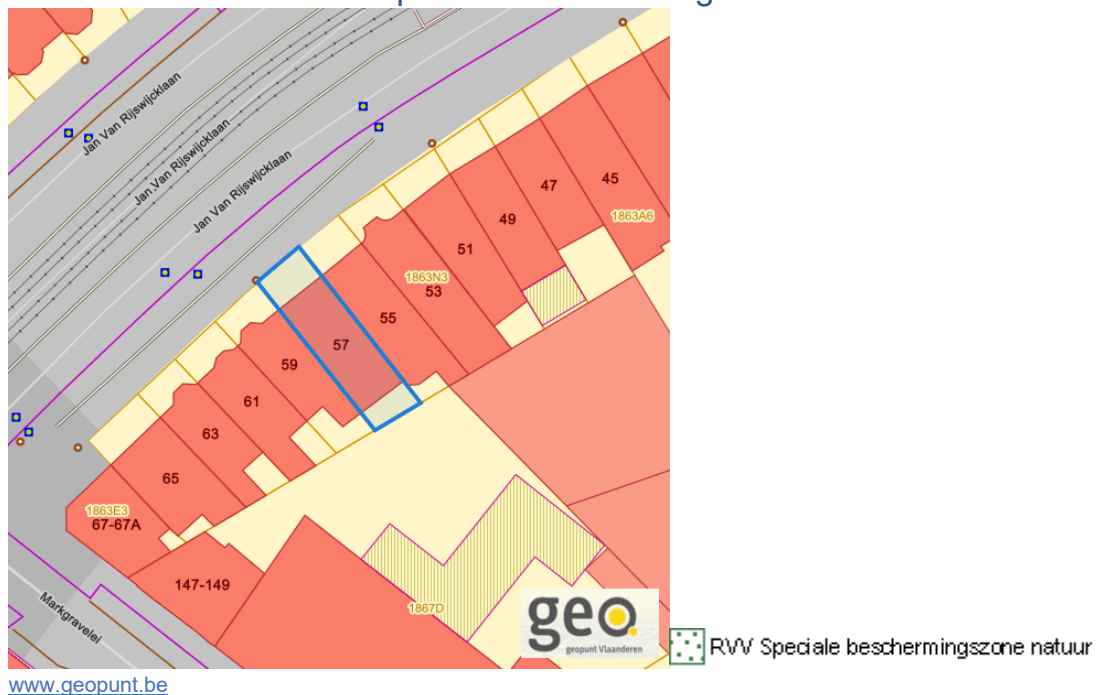 Jan Van Rijswijcklaan
Jan Van Rijswijcklaan
Jan Van Rijswijcklaan
45
1863A6
47
49
51
1863N3
53
55
57
59
61
63
65
1863E3
67-67A
147-149
1867D
Markgravelei
geo
geopunt Vlaanderen
RVV Speciale beschermingszone natuur
www.geopunt.be